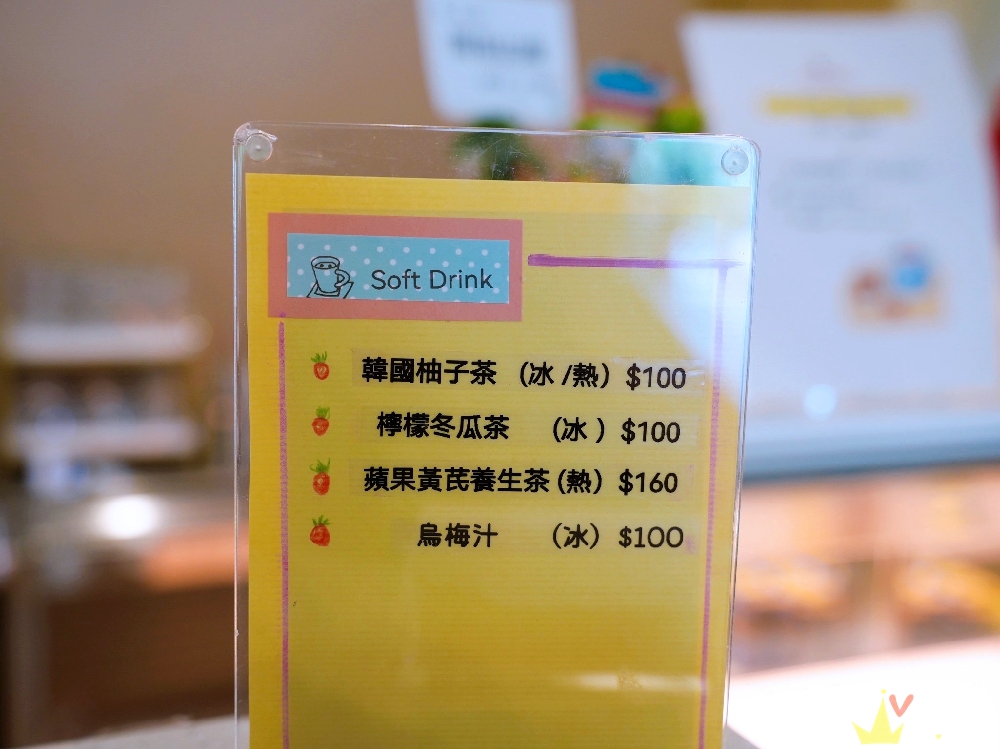 Soft Drink
韓國柚子茶 (冰/熱) $100
檸檬冬瓜茶 (冰) $100
蘋果黃芪養生茶 (熱) $160
烏梅汁 (冰) $100